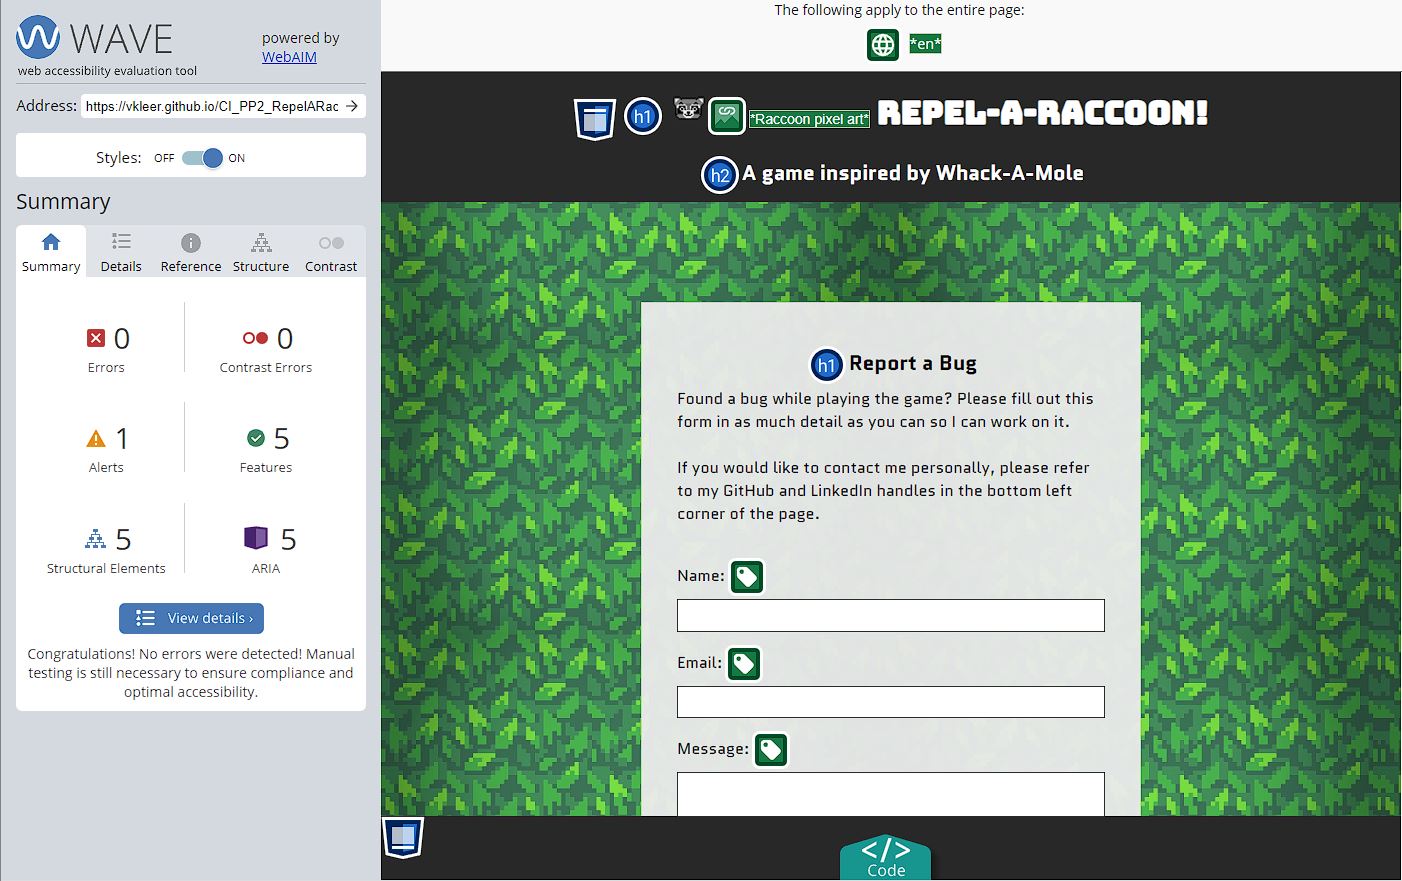 WAVE
web accessibility evaluation tool
powered by
WebAIM
Address: https://vkleer.github.io/CI_PP2_RepelARac
Styles: OFF ON
Summary
Summary Details Reference Structure Contrast
0
Errors
0
Contrast Errors
1
Alerts
5
Features
5
Structural Elements
5
ARIA
View details ›
Congratulations! No errors were detected! Manual
testing is still necessary to ensure compliance and
optimal accessibility.
The following apply to the entire page:
*en*
h1 *Raccoon pixel art* REPEL-A-RACCOON!
h2 A game inspired by Whack-A-Mole
h1 Report a Bug
Found a bug while playing the game? Please fill out this
form in as much detail as you can so I can work on it.
If you would like to contact me personally, please refer
to my GitHub and LinkedIn handles in the bottom left
corner of the page.
Name:
Email:
Message:
</>
Code